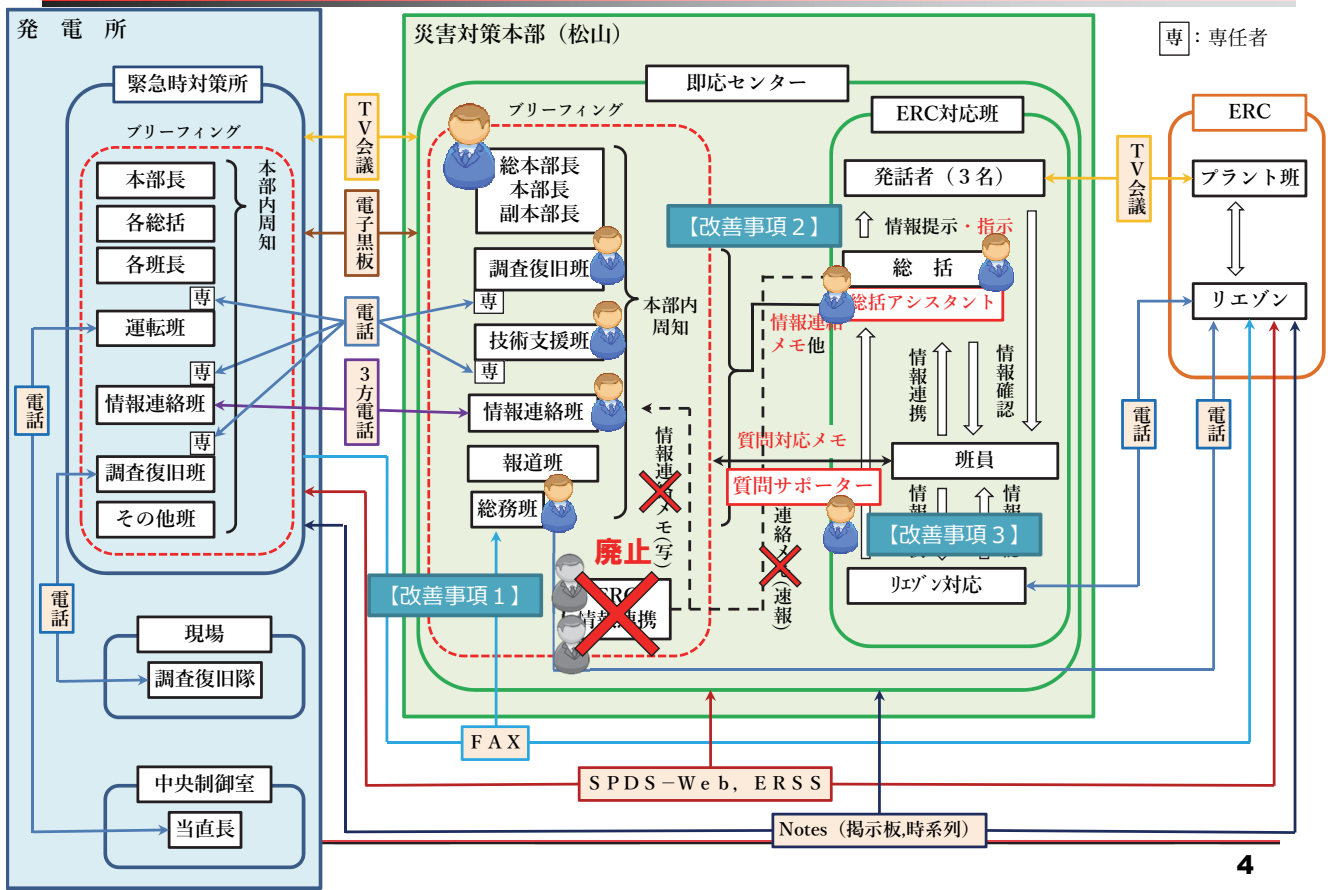 発電所
災害対策本部（松山）
専：専任者
緊急時対策所
ブリーフィング
本部長
各総括
各班長
専
運転班
専
情報連絡班
専
調査復旧班
その他班
本部内周知
電話
電話
現場
調査復旧隊
中央制御室
当直長
TV会議
電子黒板
電話
3方電話
即応センター
ブリーフィング
総本部長
本部長
副本部長
調査復旧班
専
技術支援班
専
情報連絡班
報道班
総務班
本部内
周知
廃止
ERC
情報連携
【改善事項１】
情報連絡メモ(写)
【改善事項２】
情報連絡
メモ他
連絡メモ(速報)
質問対応メモ
質問サポーター
ERC対応班
発話者（３名）
情報提示・指示
総　括
総括アシスタント
情報連携
情報確認
班員
【改善事項３】
情報
情報
リエゾン対応
TV会議
ERC
プラント班
リエゾン
電話
電話
ＦＡＸ
ＳＰＤＳ－Ｗｅｂ，ＥＲＳＳ
Notes（掲示板,時系列）
4